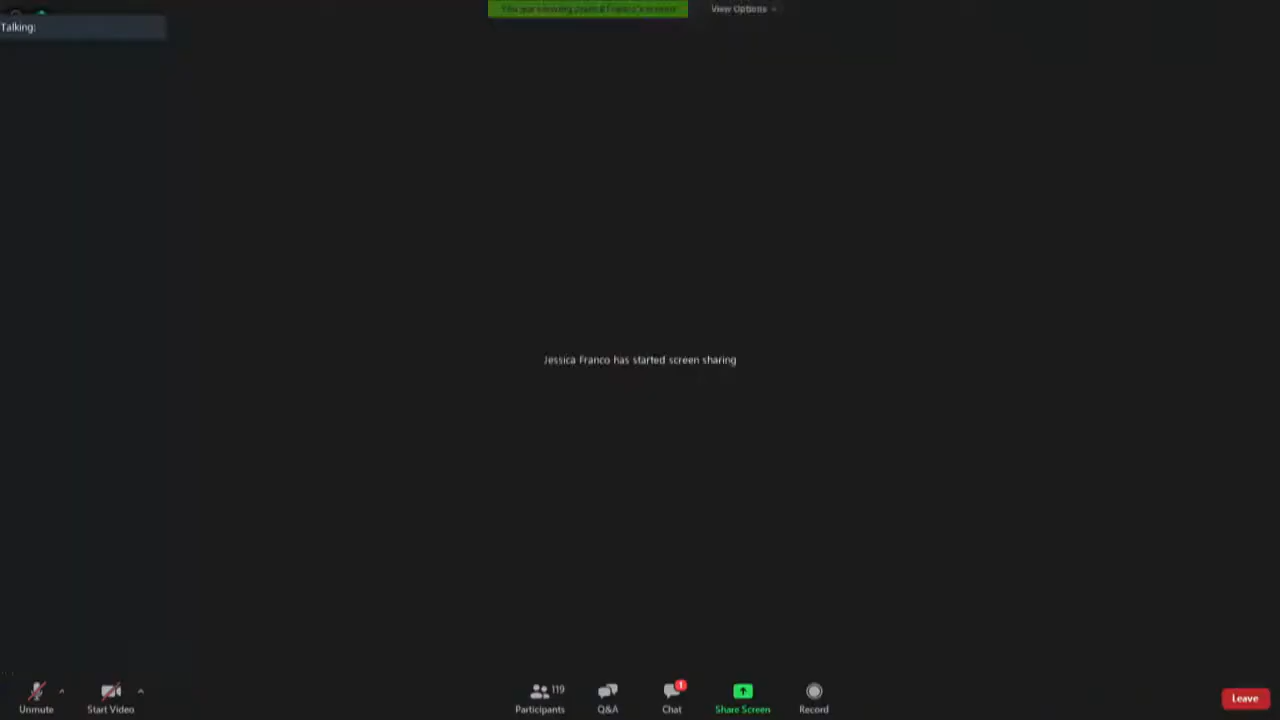 Talking:
View Options
Jessica Franco has started screen sharing
119
1
Unmute
Start Video
Participants
Q&A
Chat
Share Screen
Record
Leave